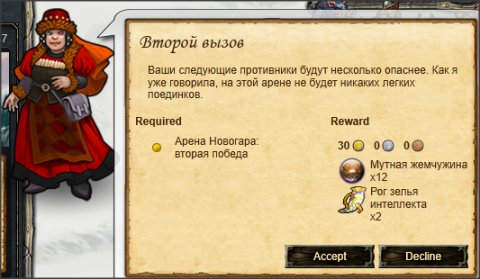 7
Второй вызов
Ваши следующие противники будут несколько опаснее. Как я
уже говорила, на этой арене не будет никаких легких
поединков.
Required
Reward
Арена Новогара:
вторая победа
30 0 0
Мутная жемчужина
x12
Рог зелья
интеллекта
x2
Accept
Decline